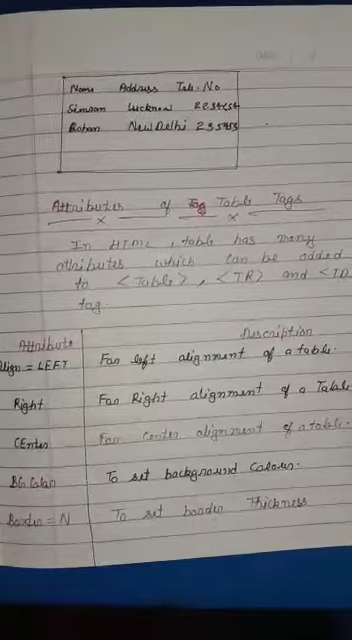 Name Address Tele.No
Simran Lucknow 223454
Rohan New Delhi 235453
Attributes of Tag Table Tags
In HTML, table has many
attributes which can be added
to <Table>, <TR> and <TD
tag
Attribute Description
Align = LEFT For left alignment of a table.
Right For Right alignment of a Table
CEnter For Center alignment of a table.
BG Color To set background Colour.
Border = N To set border Thickness